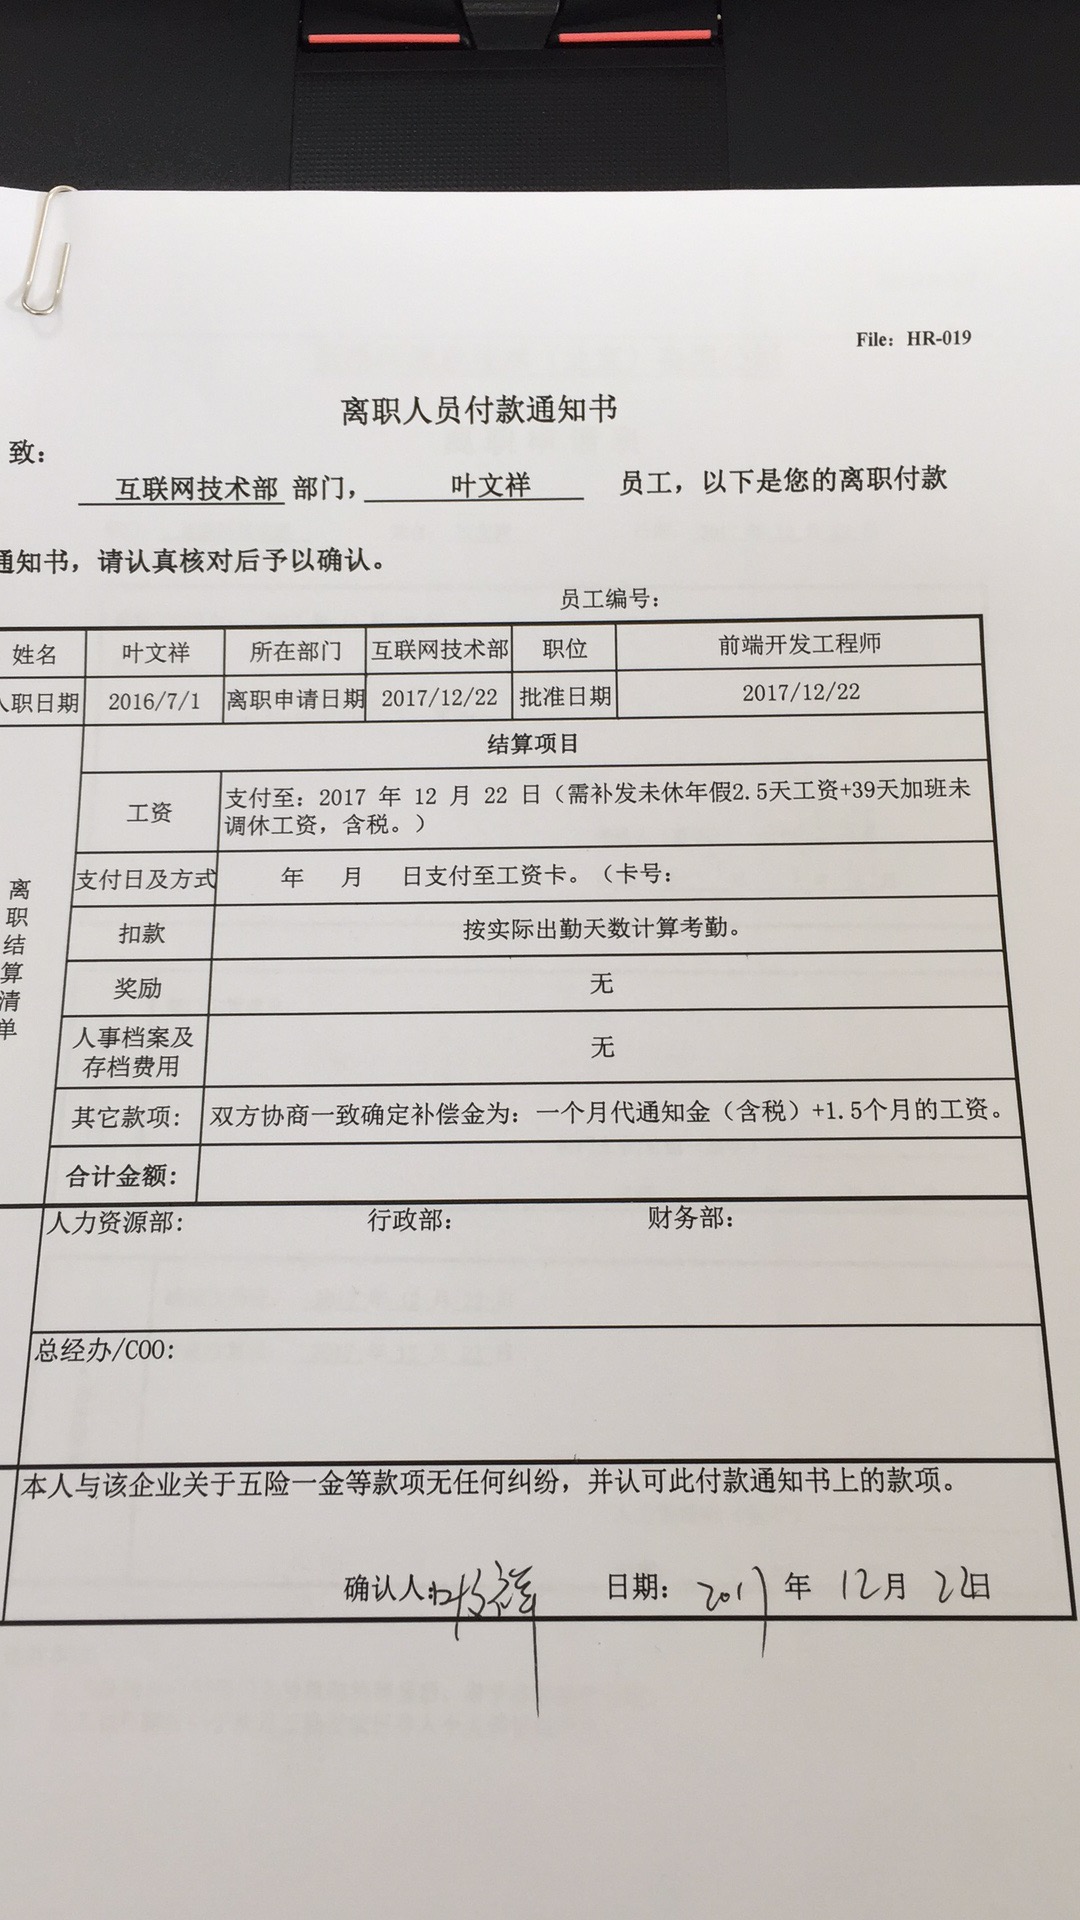 File: HR-019
离职人员付款通知书
致：
互联网技术部 部门， 叶文祥 员工，以下是您的离职付款
通知书，请认真核对后予以确认。
员工编号：
姓名 叶文祥 所在部门 互联网技术部 职位 前端开发工程师
入职日期 2016/7/1 离职申请日期 2017/12/22 批准日期 2017/12/22
离职结算清单
结算项目
工资 支付至：2017 年 12 月 22 日（需补发未休年假2.5天工资+39天加班未
调休工资，含税。）
支付日及方式 年 月 日支付至工资卡。（卡号：
扣款 按实际出勤天数计算考勤。
奖励 无
人事档案及
存档费用 无
其它款项： 双方协商一致确定补偿金为：一个月代通知金（含税）+1.5个月的工资。
合计金额：
人力资源部： 行政部： 财务部：
总经办/COO：
本人与该企业关于五险一金等款项无任何纠纷，并认可此付款通知书上的款项。
确认人：叶文祥 日期： 2017 年 12月 22日